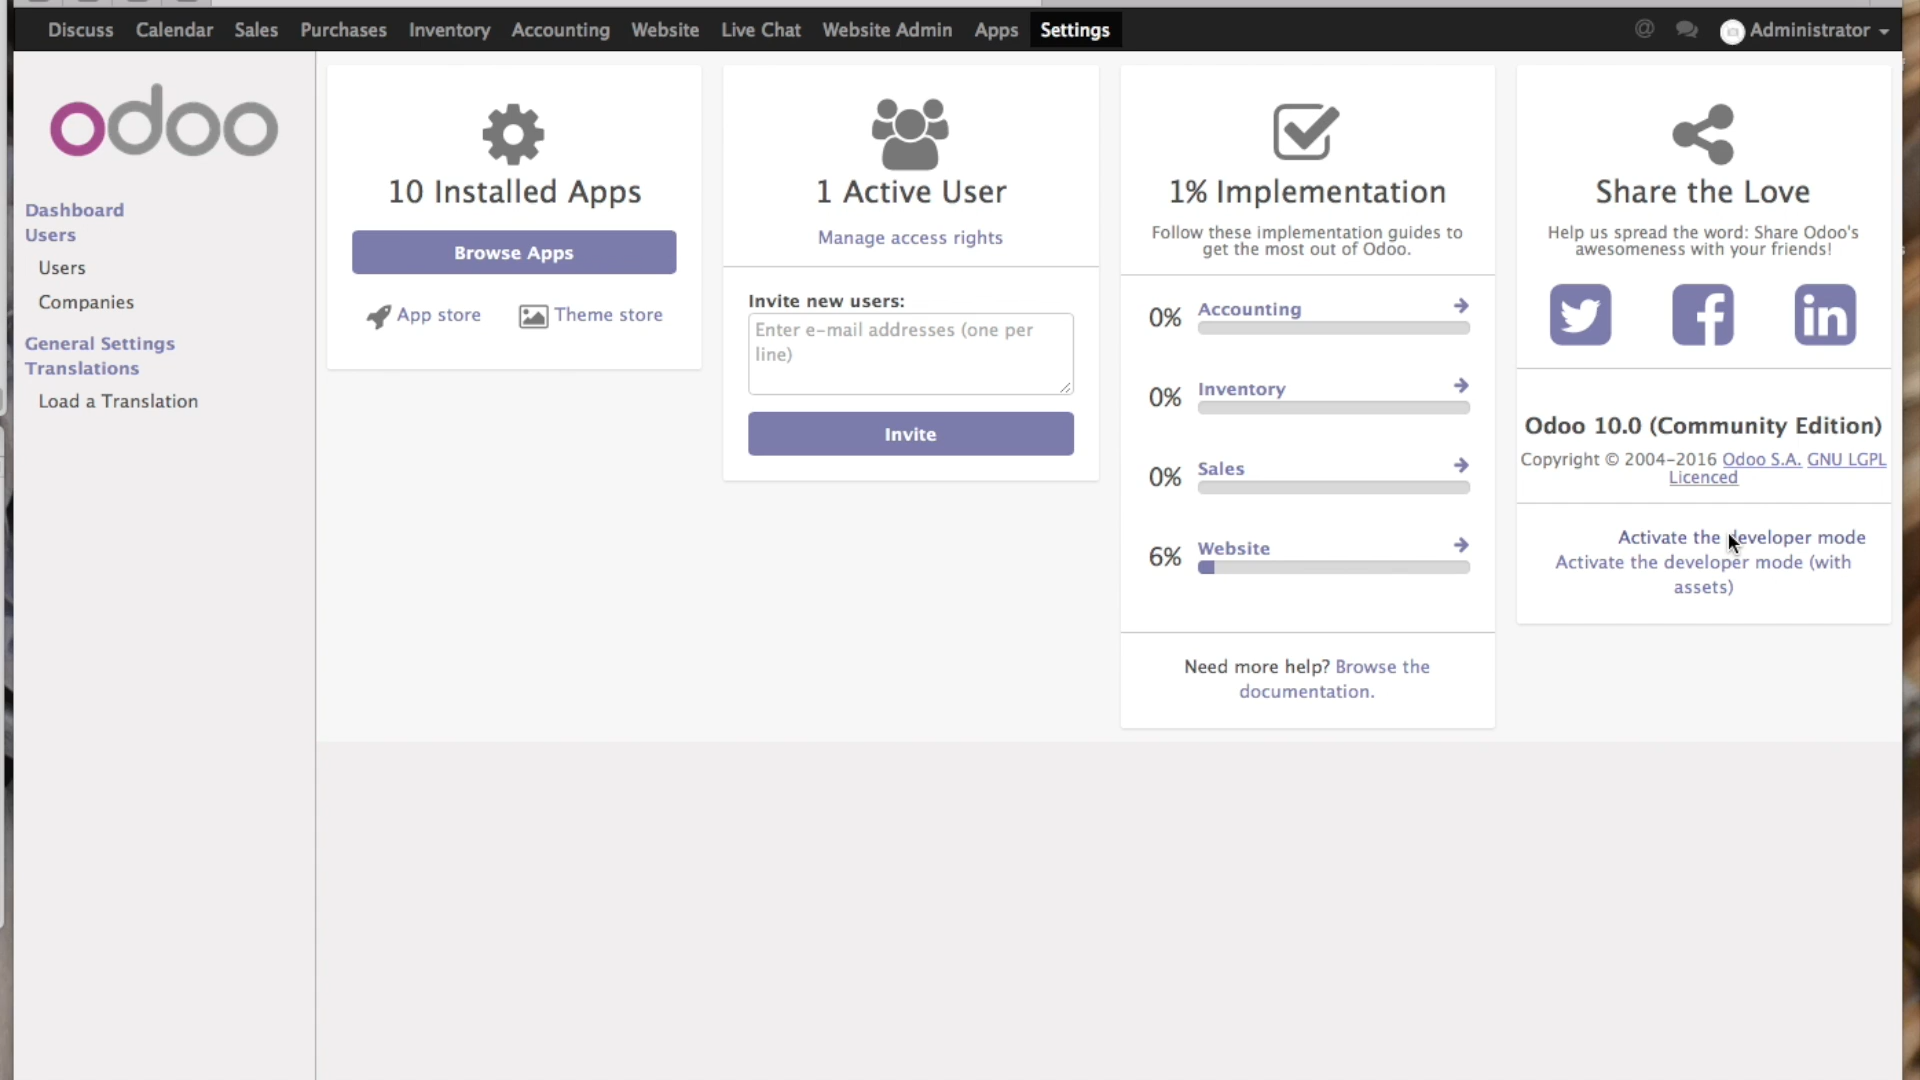 Discuss Calendar Sales Purchases Inventory Accounting Website Live Chat Website Admin Apps Settings @ Administrator
odoo
Dashboard
Users
Users
Companies
General Settings
Translations
Load a Translation
10 Installed Apps
Browse Apps
App store Theme store
1 Active User
Manage access rights
Invite new users:
Enter e-mail addresses (one per
line)
Invite
1% Implementation
Follow these implementation guides to
get the most out of Odoo.
0% Accounting
0% Inventory
0% Sales
6% Website
Need more help? Browse the
documentation.
Share the Love
Help us spread the word: Share Odoo's
awesomeness with your friends!
Odoo 10.0 (Community Edition)
Copyright © 2004-2016 Odoo S.A. GNU LGPL
Licenced
Activate the developer mode
Activate the developer mode (with
assets)